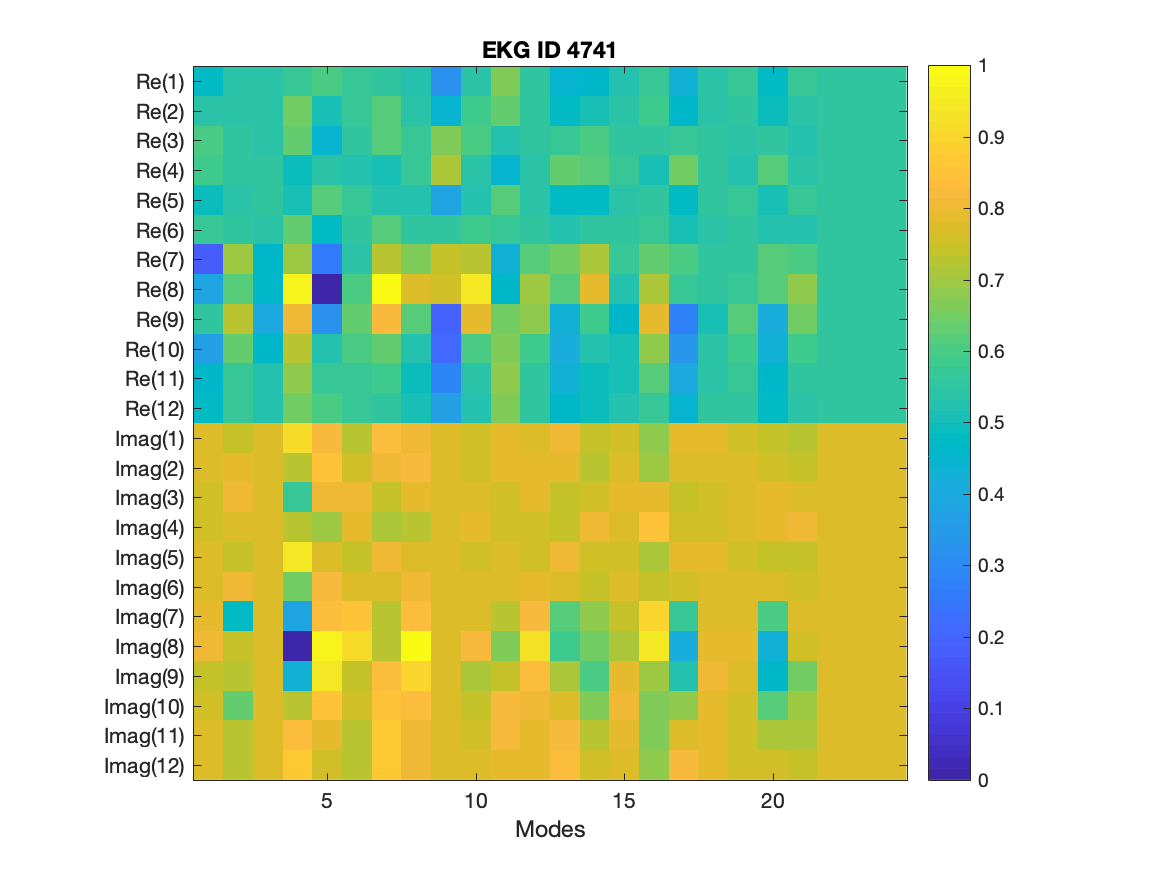 EKG ID 4741
Re(1)
Re(2)
Re(3)
Re(4)
Re(5)
Re(6)
Re(7)
Re(8)
Re(9)
Re(10)
Re(11)
Re(12)
Imag(1)
Imag(2)
Imag(3)
Imag(4)
Imag(5)
Imag(6)
Imag(7)
Imag(8)
Imag(9)
Imag(10)
Imag(11)
Imag(12)
5 10 15 20
Modes
1
0.9
0.8
0.7
0.6
0.5
0.4
0.3
0.2
0.1
0